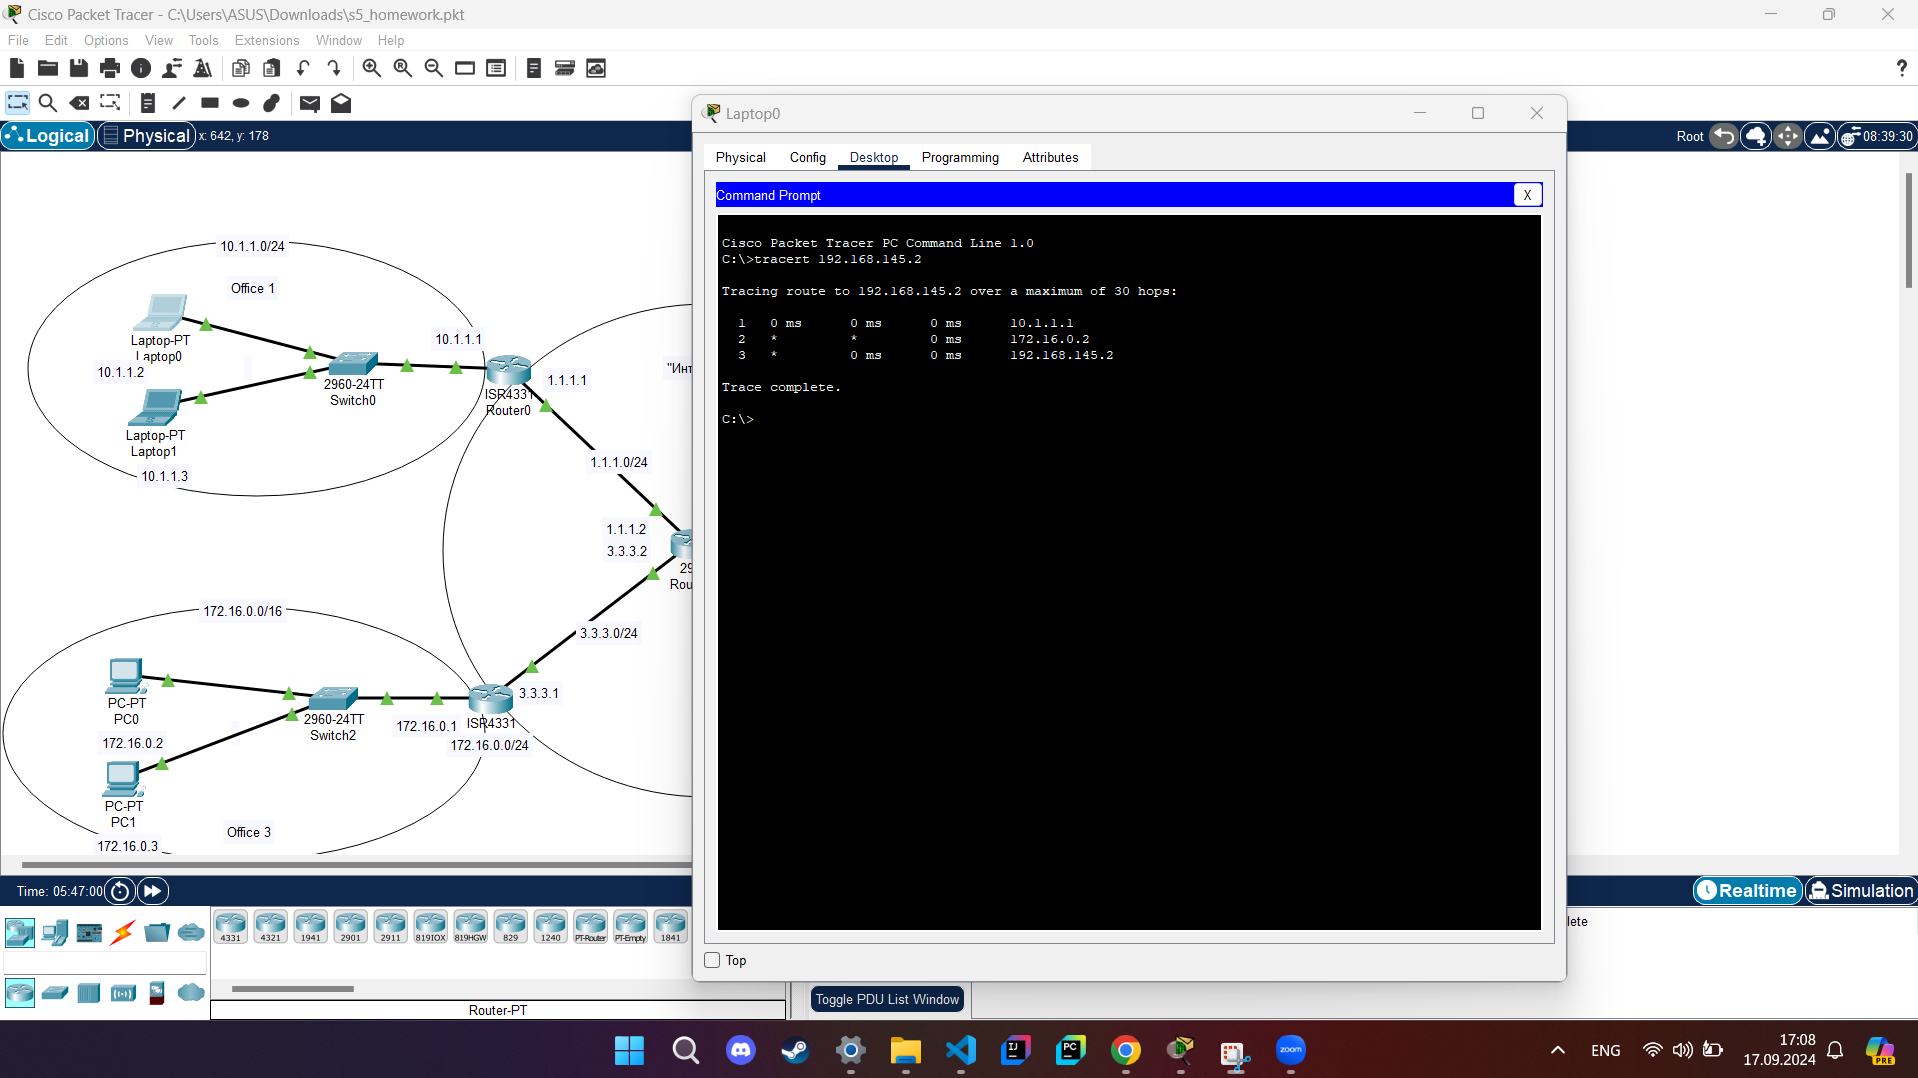 Cisco Packet Tracer - C:\Users\ASUS\Downloads\s5_homework.pkt
File Edit Options View Tools Extensions Window Help
Logical Physical x: 642, y: 178
Root 08:39:30
10.1.1.0/24
Office 1
Laptop-PT
Laptop0
10.1.1.2
Laptop-PT
Laptop1
10.1.1.3
2960-24TT
Switch0
10.1.1.1
ISR4331
Router0
1.1.1.1
"Инт
1.1.1.0/24
1.1.1.2
3.3.3.2
29
Rou
3.3.3.0/24
172.16.0.0/16
PC-PT
PC0
172.16.0.2
PC-PT
PC1
172.16.0.3
2960-24TT
Switch2
172.16.0.1
ISR4331
3.3.3.1
172.16.0.0/24
Office 3
Laptop0
Physical Config Desktop Programming Attributes
Command Prompt X
Cisco Packet Tracer PC Command Line 1.0
C:\>tracert 192.168.145.2
Tracing route to 192.168.145.2 over a maximum of 30 hops:
1 0 ms 0 ms 0 ms 10.1.1.1
2 * * 0 ms 172.16.0.2
3 * 0 ms 0 ms 192.168.145.2
Trace complete.
C:\>
Top
Time: 05:47:00
Realtime Simulation
4331 4321 1941 2901 2911 819IOX 819HGW 829 1240 PT-Router PT-Empty 1841
Router-PT
Toggle PDU List Window
lete
IJ
PC
zoom
ENG
17:08
17.09.2024
PRE